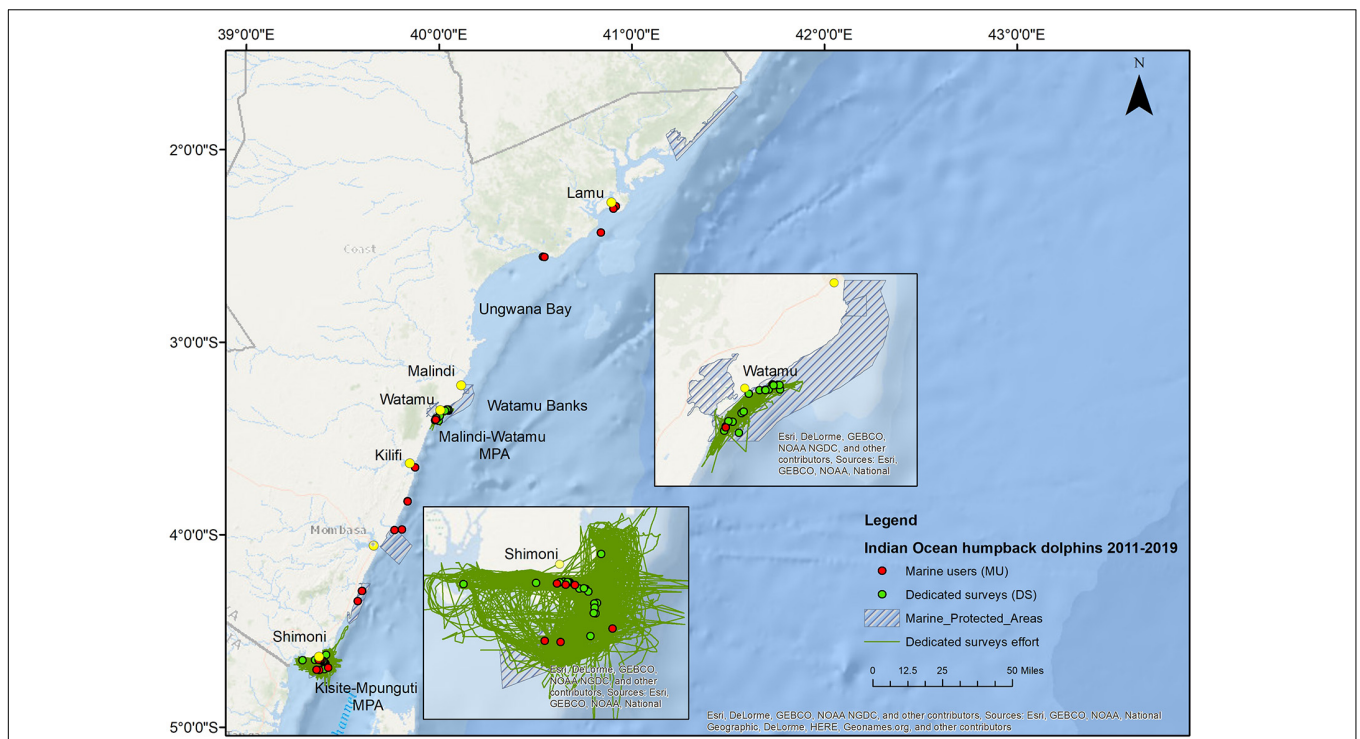 39°0'0"E 40°0'0"E 41°0'0"E 42°0'0"E 43°0'0"E
N
2°0'0"S
Lamu
Coast
Ungwana Bay
3°0'0"S
Malindi
Watamu
Watamu Banks
Malindi-Watamu
MPA
Kilifi
Watamu
Esri, DeLorme, GEBCO,
NOAA NGDC, and other
contributors, Sources: Esri,
GEBCO, NOAA, National
4°0'0"S
Mombasa
Shimoni
Esri, DeLorme, GEBCO,
NOAA NGDC, and other
contributors, Sources: Esri,
GEBCO, NOAA, National
Legend
Indian Ocean humpback dolphins 2011-2019
Marine users (MU)
Dedicated surveys (DS)
Marine_Protected_Areas
Dedicated surveys effort
0 12.5 25 50 Miles
Shimoni
Kisite-Mpunguti
MPA
5°0'0"S
Esri, DeLorme, GEBCO, NOAA NGDC, and other contributors, Sources: Esri, GEBCO, NOAA, National
Geographic, DeLorme, HERE, Geonames.org, and other contributors